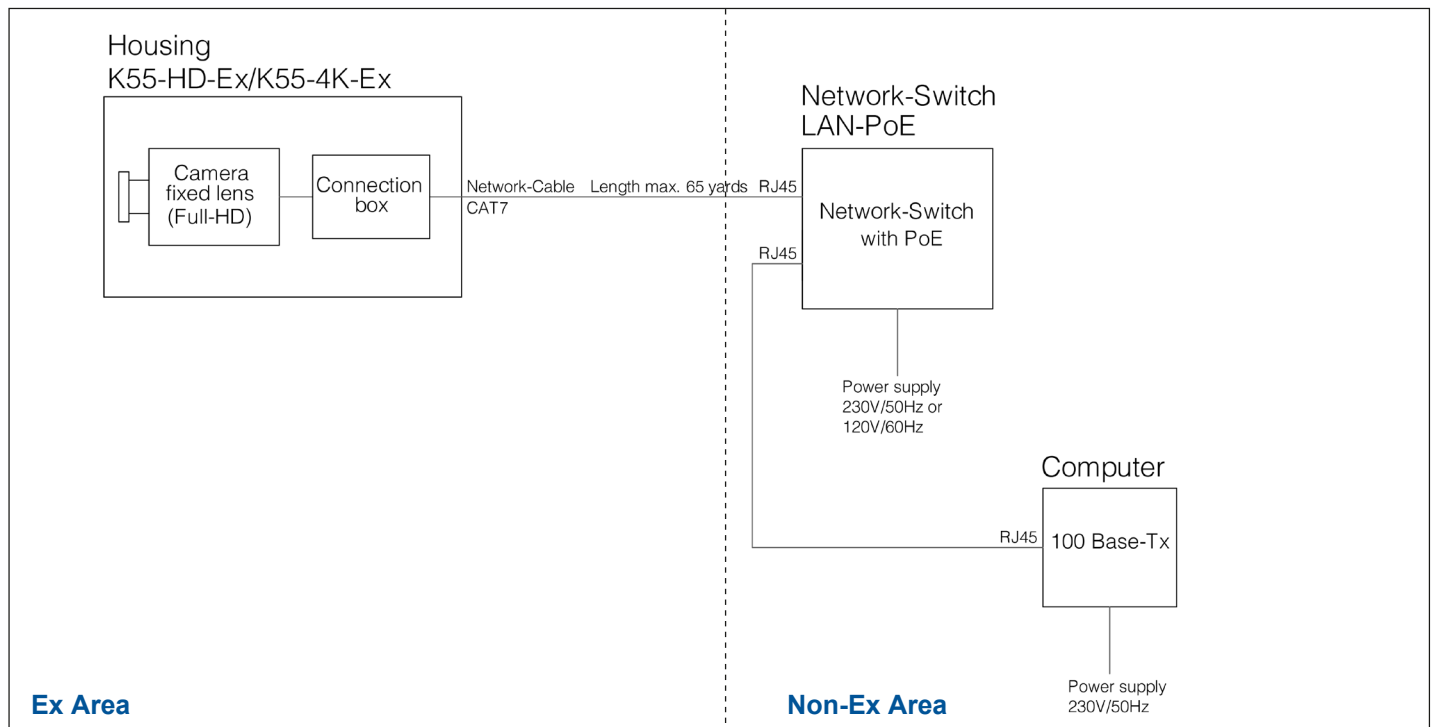 Housing
K55-HD-Ex/K55-4K-Ex
Camera
fixed lens
(Full-HD)
Connection
box
Network-Cable Length max. 65 yards RJ45
CAT7
Network-Switch
LAN-PoE
Network-Switch
with PoE
RJ45
Power supply
230V/50Hz or
120V/60Hz
Computer
RJ45
100 Base-Tx
Power supply
230V/50Hz
Ex Area
Non-Ex Area